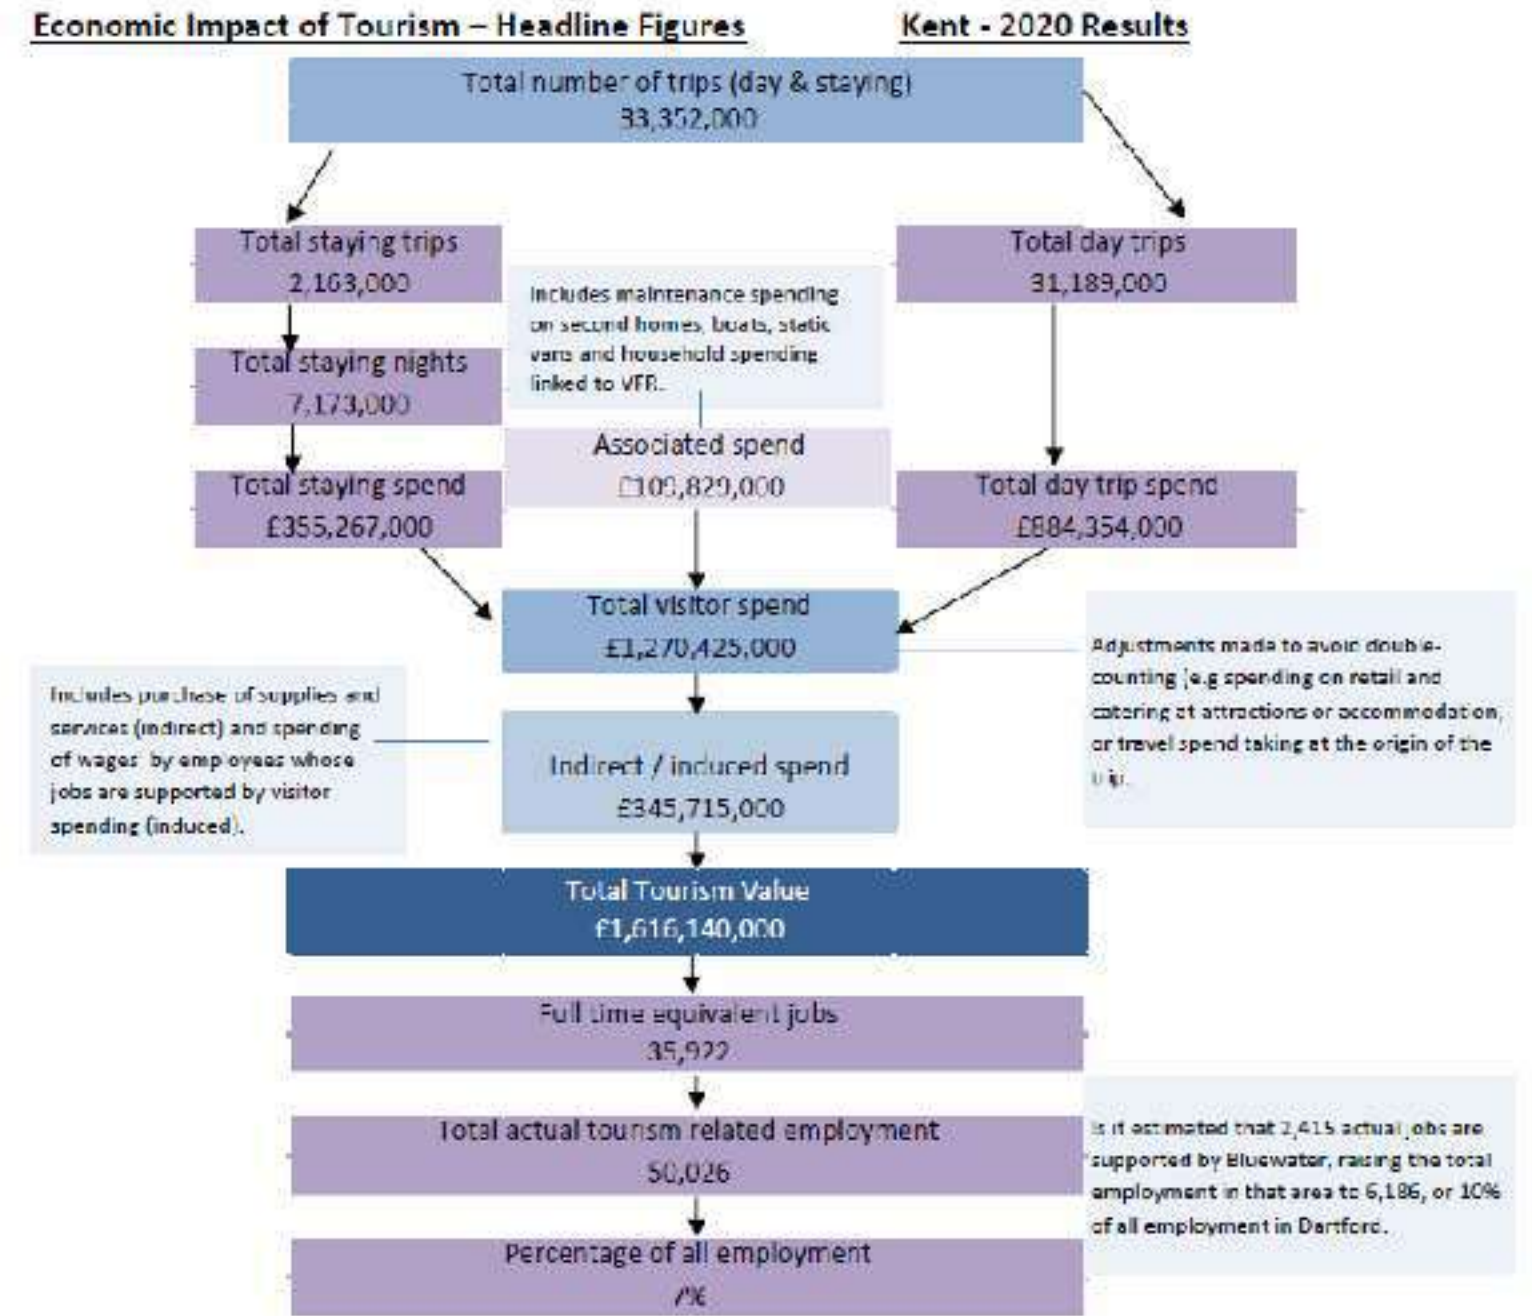 Economic Impact of Tourism – Headline Figures
Kent - 2020 Results
Total number of trips (day & staying)
33,352,000
Total staying trips
2,163,000
Total day trips
31,189,000
Includes maintenance spending
on second homes, boats, static
vans and household spending
linked to VFR.
Total staying nights
7,173,000
Associated spend
£109,829,000
Total staying spend
£355,267,000
Total day trip spend
£884,354,000
Total visitor spend
£1,270,425,000
Adjustments made to avoid double-
counting (e.g spending on retail and
catering at attractions or accommodation,
or travel spend taking at the origin of the
trip.
Includes purchase of supplies and
services (indirect) and spending
of wages' by employees whose
jobs are supported by visitor
spending (induced).
Indirect / induced spend
£345,715,000
Total Tourism Value
£1,616,140,000
Full time equivalent jobs
35,922
Total actual tourism related employment
50,026
Is it estimated that 2,415 actual jobs are
supported by Bluewater, raising the total
employment in that area to 6,186, or 10%
of all employment in Dartford.
Percentage of all employment
7%